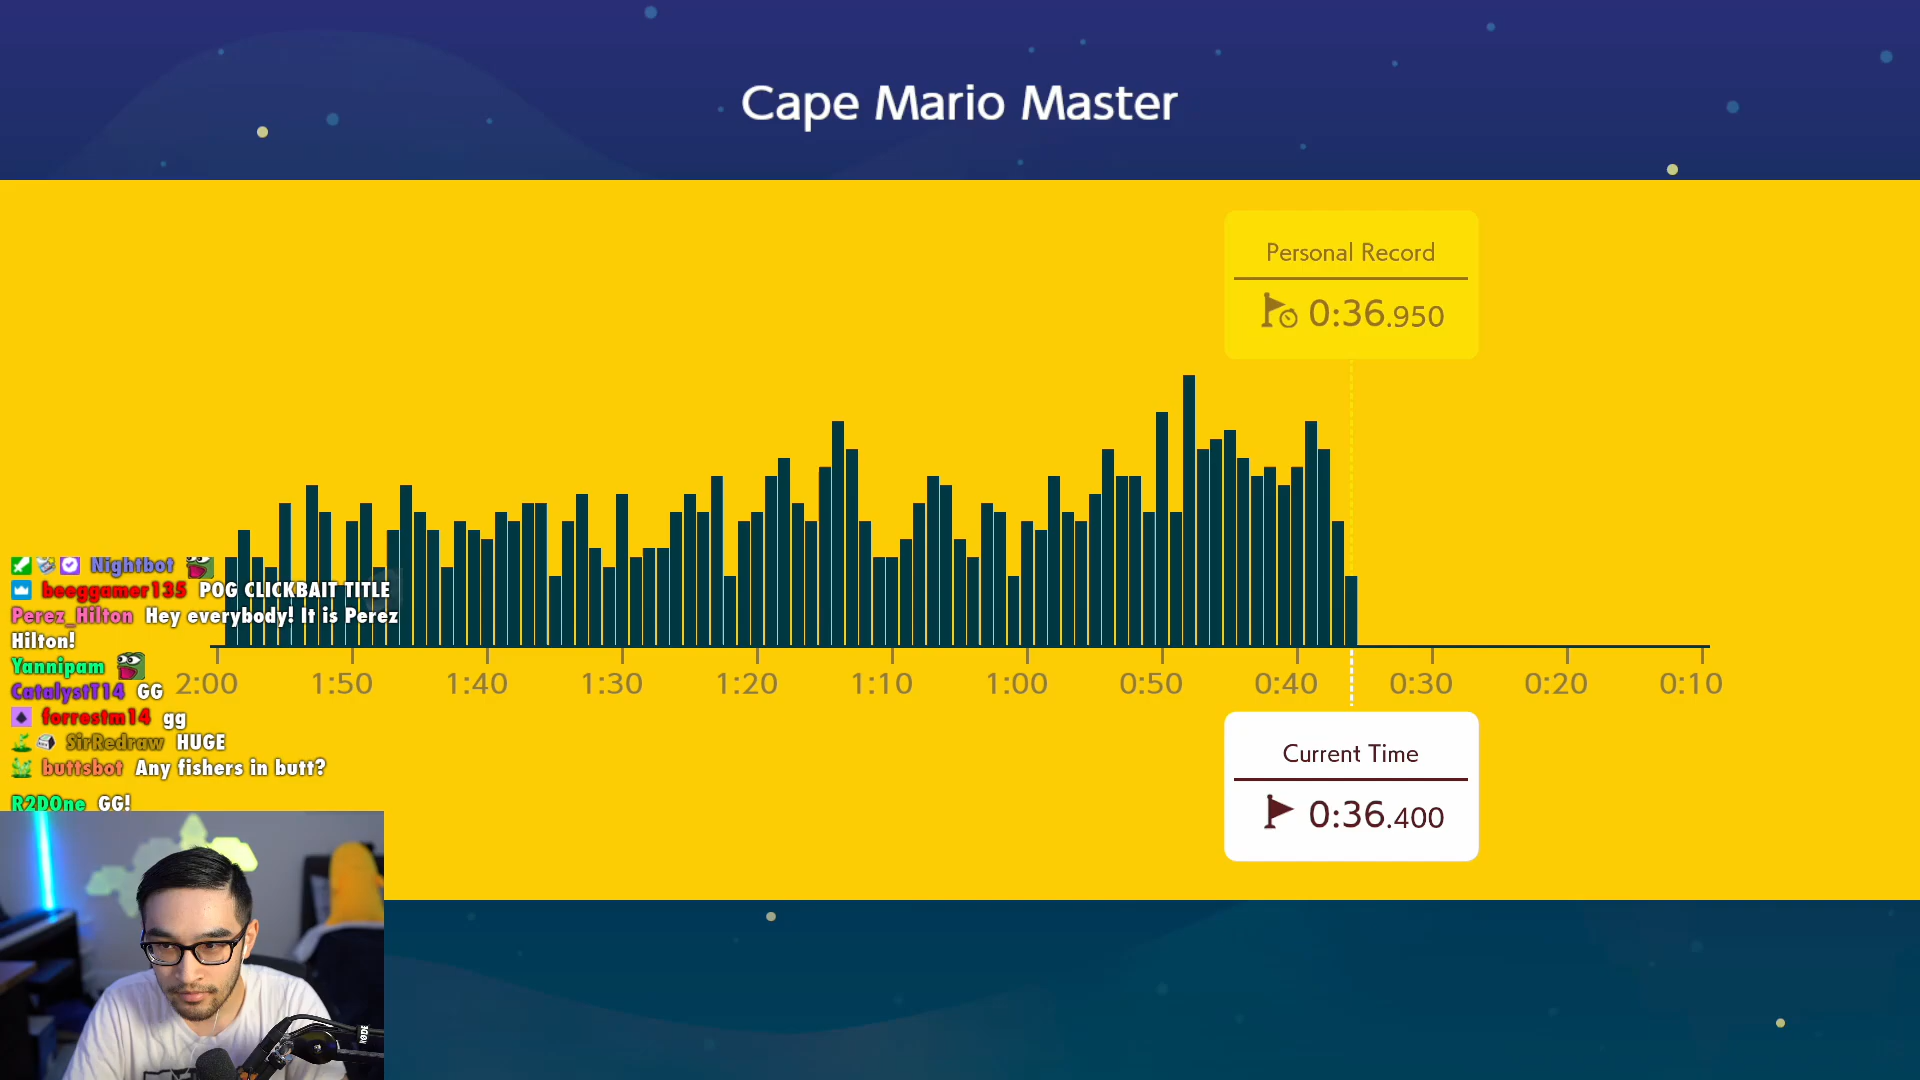 Cape Mario Master
Personal Record
0:36.950
Nightbot
beeggamer135 POG CLICKBAIT TITLE
Perez_Hilton Hey everybody! It is Perez
Hilton!
Yannipam
CatalystT14 GG
forrestm14 gg
SirRedraw HUGE
buttsbot Any fishers in butt?
R2DOne GG!
2:00 1:50 1:40 1:30 1:20 1:10 1:00 0:50 0:40 0:30 0:20 0:10
Current Time
0:36.400
RØDE